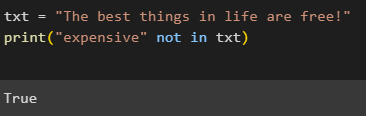 txt = "The best things in life are free!"
print("expensive" not in txt)
True